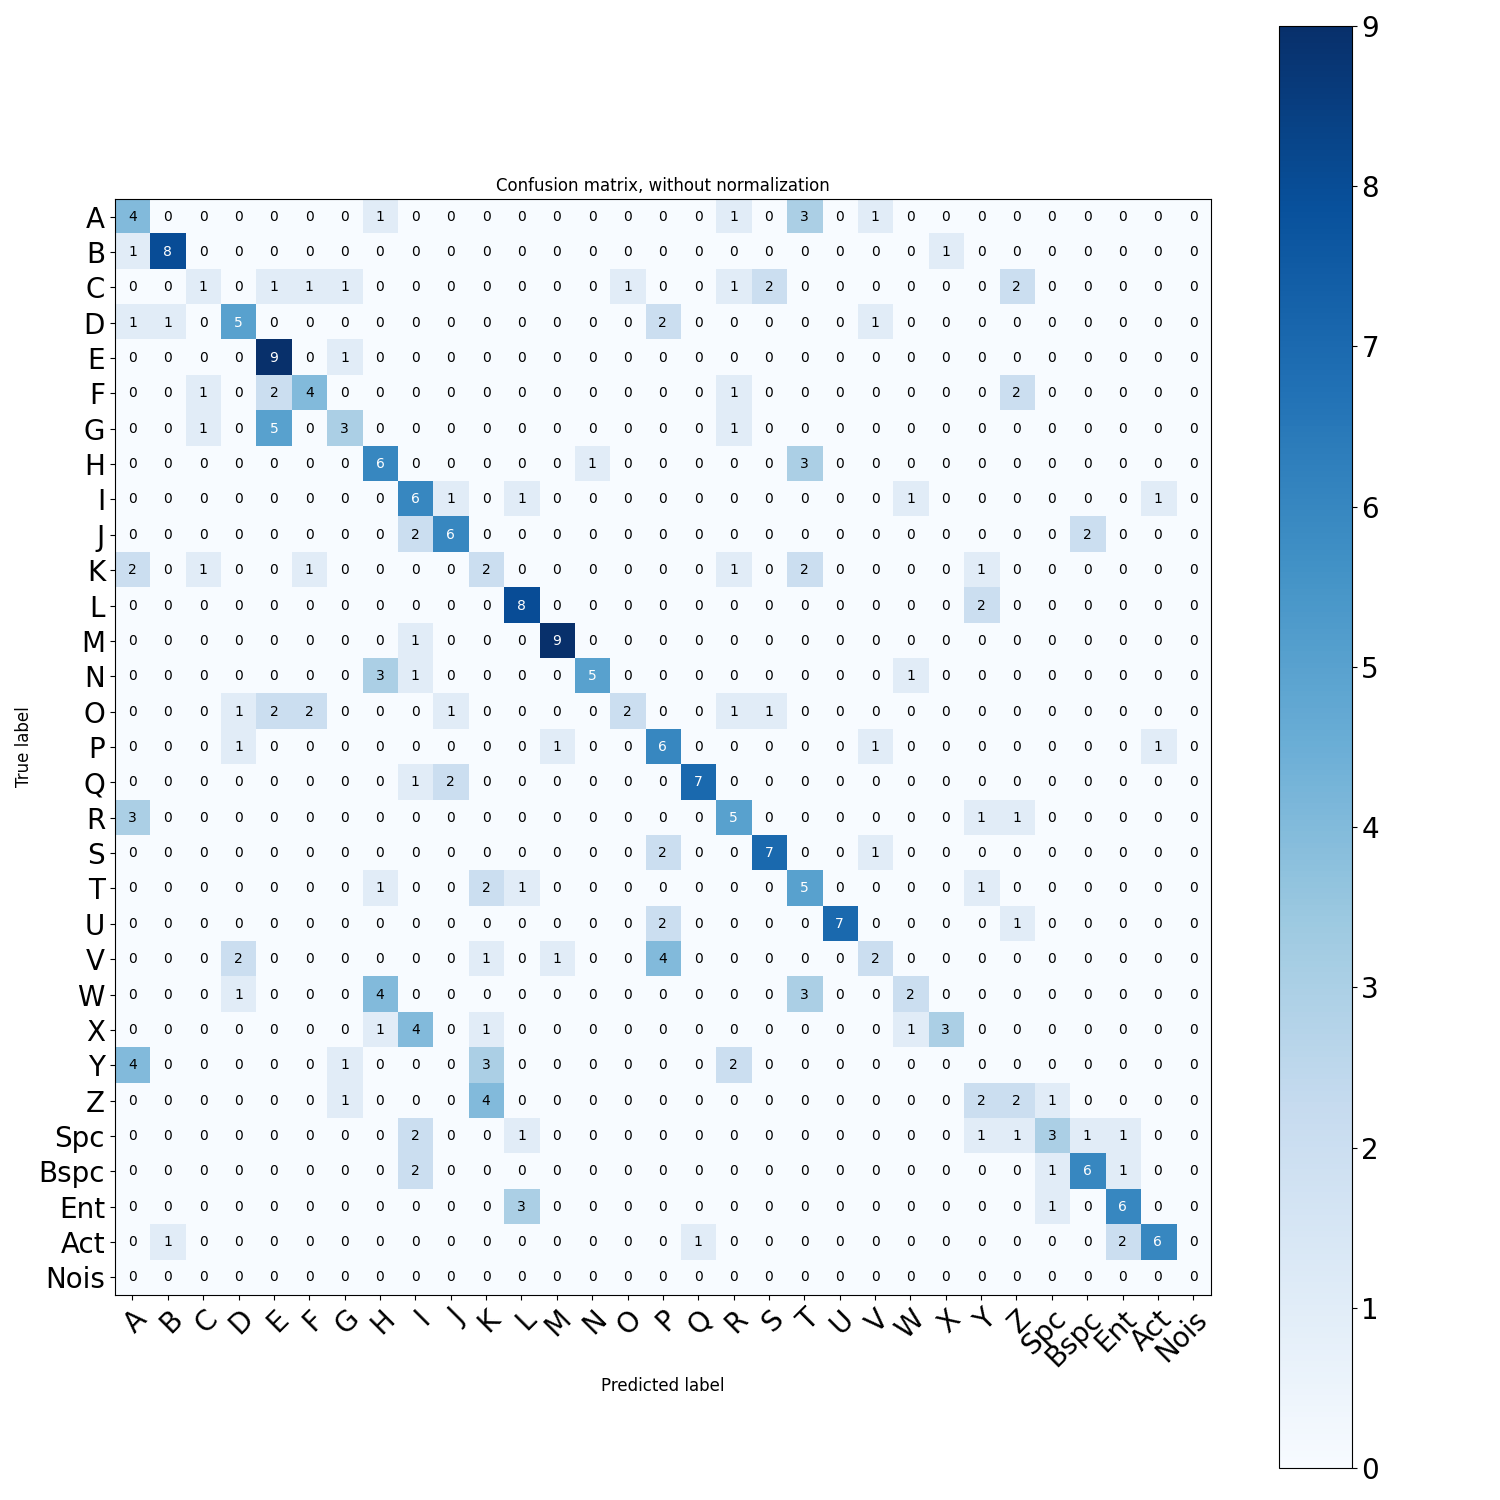 Confusion matrix, without normalization
A 4 0 0 0 0 0 0 1 0 0 0 0 0 0 0 0 0 1 0 3 0 1 0 0 0 0 0 0 0 0 0
B 1 8 0 0 0 0 0 0 0 0 0 0 0 0 0 0 0 0 0 0 0 0 0 1 0 0 0 0 0 0 0
C 0 0 1 0 1 1 1 0 0 0 0 0 0 0 1 0 0 1 2 0 0 0 0 0 0 2 0 0 0 0 0
D 1 1 0 5 0 0 0 0 0 0 0 0 0 0 0 2 0 0 0 0 0 1 0 0 0 0 0 0 0 0 0
E 0 0 0 0 9 0 1 0 0 0 0 0 0 0 0 0 0 0 0 0 0 0 0 0 0 0 0 0 0 0 0
F 0 0 1 0 2 4 0 0 0 0 0 0 0 0 0 0 0 1 0 0 0 0 0 0 0 2 0 0 0 0 0
G 0 0 1 0 5 0 3 0 0 0 0 0 0 0 0 0 0 1 0 0 0 0 0 0 0 0 0 0 0 0 0
H 0 0 0 0 0 0 0 6 0 0 0 0 0 1 0 0 0 0 0 3 0 0 0 0 0 0 0 0 0 0 0
I 0 0 0 0 0 0 0 0 6 1 0 1 0 0 0 0 0 0 0 0 0 0 1 0 0 0 0 0 0 1 0
J 0 0 0 0 0 0 0 0 2 6 0 0 0 0 0 0 0 0 0 0 0 0 0 0 0 0 0 2 0 0 0
K 2 0 1 0 0 1 0 0 0 0 2 0 0 0 0 0 0 1 0 2 0 0 0 0 1 0 0 0 0 0 0
L 0 0 0 0 0 0 0 0 0 0 0 8 0 0 0 0 0 0 0 0 0 0 0 0 2 0 0 0 0 0 0
M 0 0 0 0 0 0 0 0 1 0 0 0 9 0 0 0 0 0 0 0 0 0 0 0 0 0 0 0 0 0 0
N 0 0 0 0 0 0 0 3 1 0 0 0 0 5 0 0 0 0 0 0 0 0 1 0 0 0 0 0 0 0 0
O 0 0 0 1 2 2 0 0 0 1 0 0 0 0 2 0 0 1 1 0 0 0 0 0 0 0 0 0 0 0 0
P 0 0 0 1 0 0 0 0 0 0 0 0 1 0 0 6 0 0 0 0 0 1 0 0 0 0 0 0 0 1 0
Q 0 0 0 0 0 0 0 0 1 2 0 0 0 0 0 0 7 0 0 0 0 0 0 0 0 0 0 0 0 0 0
R 3 0 0 0 0 0 0 0 0 0 0 0 0 0 0 0 0 5 0 0 0 0 0 0 1 1 0 0 0 0 0
S 0 0 0 0 0 0 0 0 0 0 0 0 0 0 0 2 0 0 7 0 0 1 0 0 0 0 0 0 0 0 0
T 0 0 0 0 0 0 0 1 0 0 2 1 0 0 0 0 0 0 0 5 0 0 0 0 1 0 0 0 0 0 0
U 0 0 0 0 0 0 0 0 0 0 0 0 0 0 0 2 0 0 0 0 7 0 0 0 0 1 0 0 0 0 0
V 0 0 0 2 0 0 0 0 0 0 1 0 1 0 0 4 0 0 0 0 0 2 0 0 0 0 0 0 0 0 0
W 0 0 0 1 0 0 0 4 0 0 0 0 0 0 0 0 0 0 0 3 0 0 2 0 0 0 0 0 0 0 0
X 0 0 0 0 0 0 0 1 4 0 1 0 0 0 0 0 0 0 0 0 0 0 1 3 0 0 0 0 0 0 0
Y 4 0 0 0 0 0 1 0 0 0 3 0 0 0 0 0 0 2 0 0 0 0 0 0 0 0 0 0 0 0 0
Z 0 0 0 0 0 0 1 0 0 0 4 0 0 0 0 0 0 0 0 0 0 0 0 0 2 2 1 0 0 0 0
Spc 0 0 0 0 0 0 0 0 2 0 0 1 0 0 0 0 0 0 0 0 0 0 0 0 1 1 3 1 1 0 0
Bspc 0 0 0 0 0 0 0 0 2 0 0 0 0 0 0 0 0 0 0 0 0 0 0 0 0 0 1 6 1 0 0
Ent 0 0 0 0 0 0 0 0 0 0 0 3 0 0 0 0 0 0 0 0 0 0 0 0 0 0 1 0 6 0 0
Act 0 1 0 0 0 0 0 0 0 0 0 0 0 0 0 0 1 0 0 0 0 0 0 0 0 0 0 0 2 6 0
Nois 0 0 0 0 0 0 0 0 0 0 0 0 0 0 0 0 0 0 0 0 0 0 0 0 0 0 0 0 0 0 0
A B C D E F G H I J K L M N O P Q R S T U V W X Y Z Spc Bspc Ent Act Nois
Predicted label
True label
9
8
7
6
5
4
3
2
1
0